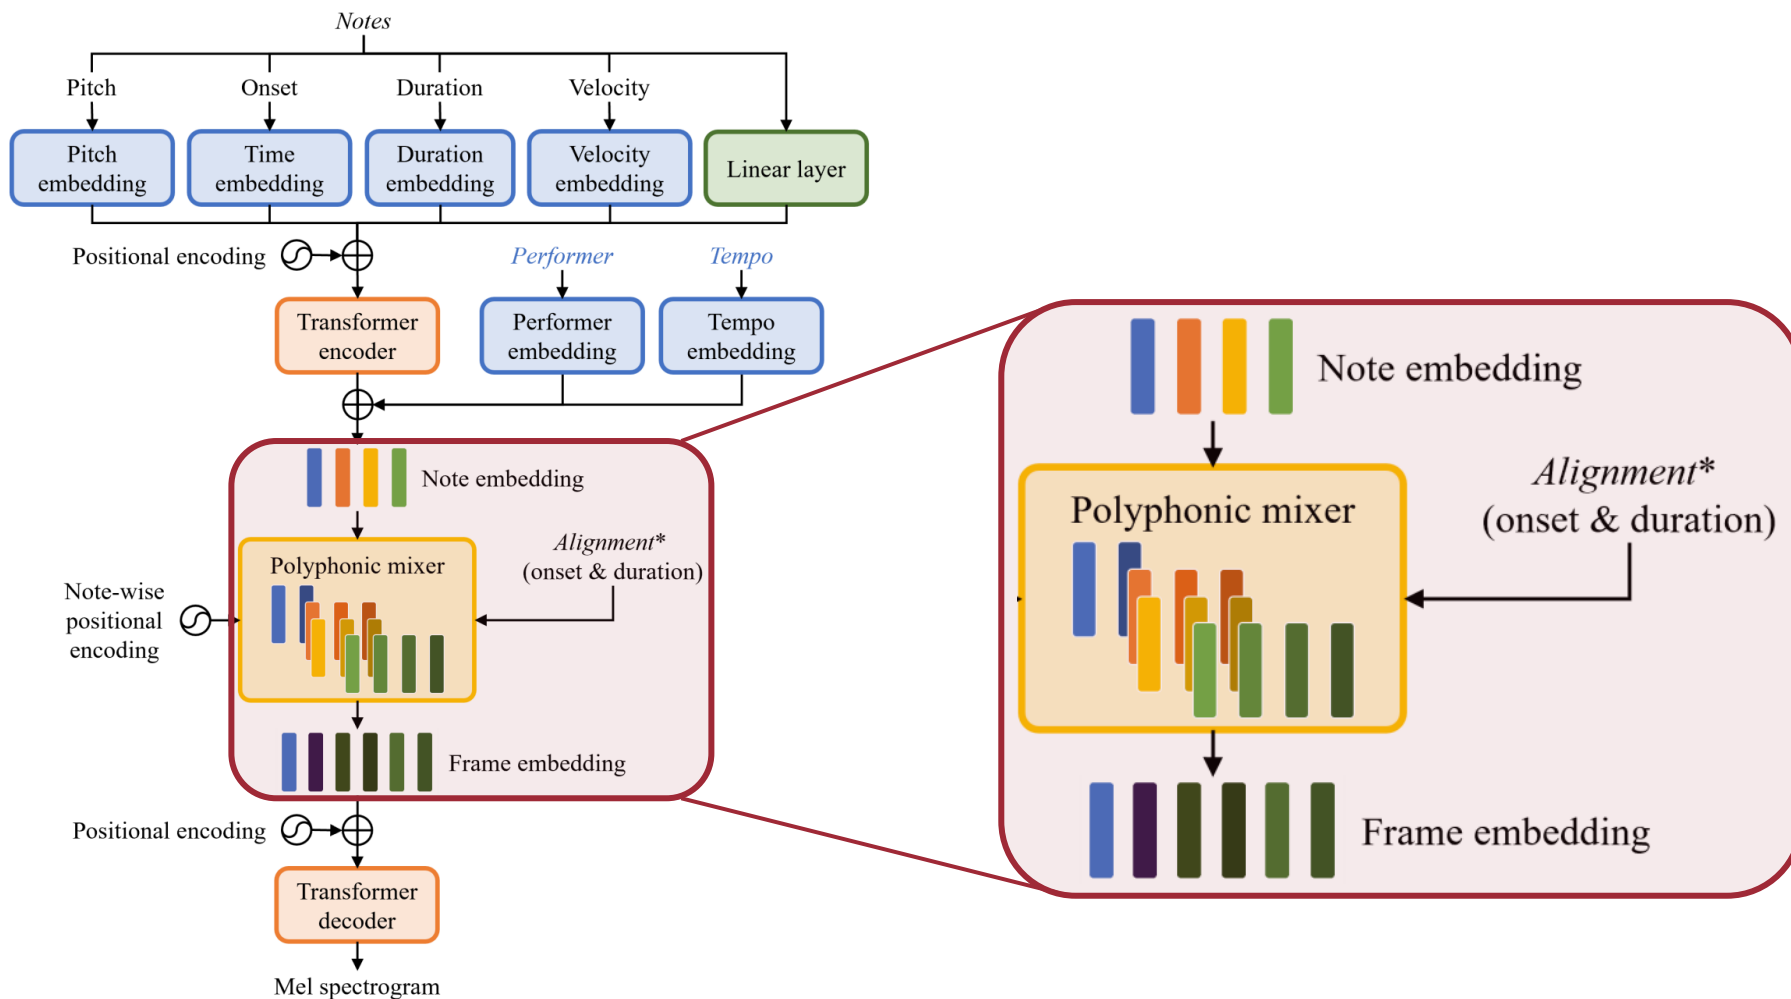 Notes
Pitch
Onset
Duration
Velocity
Pitch
embedding
Time
embedding
Duration
embedding
Velocity
embedding
Linear layer
Positional encoding
Performer
Tempo
Transformer
encoder
Performer
embedding
Tempo
embedding
Note embedding
Polyphonic mixer
Alignment*
(onset & duration)
Note-wise
positional
encoding
Frame embedding
Positional encoding
Transformer
decoder
Mel spectrogram
Note embedding
Polyphonic mixer
Alignment*
(onset & duration)
Frame embedding